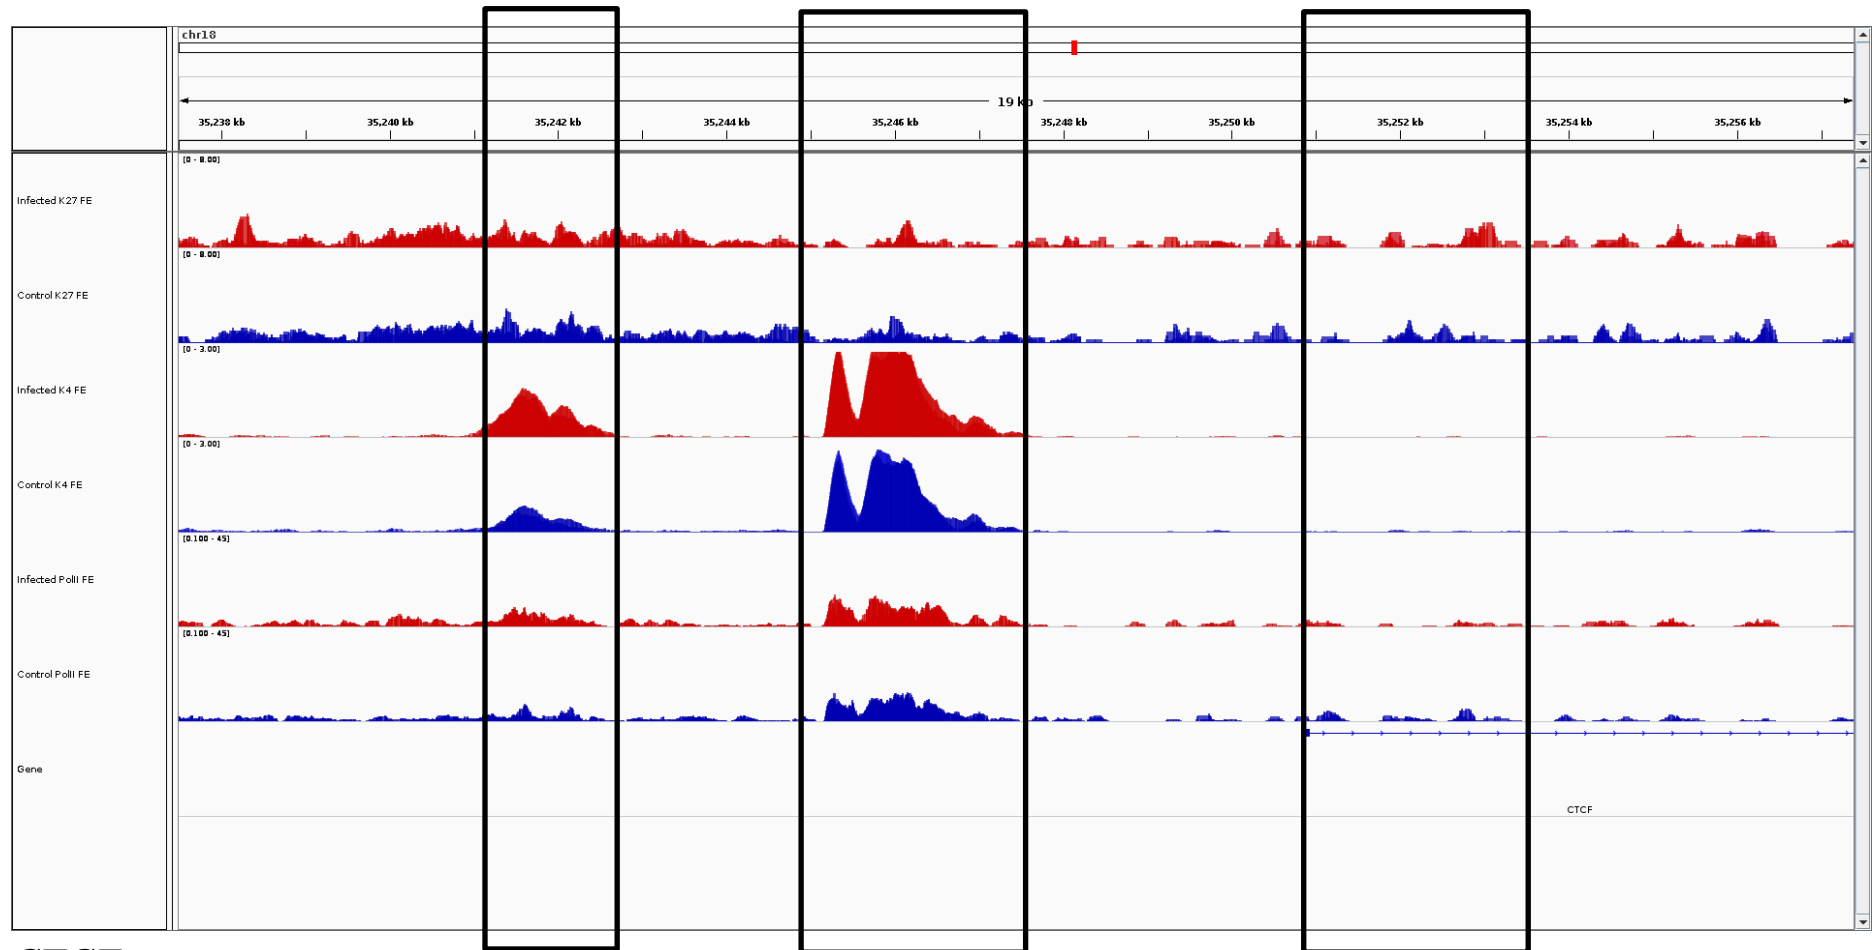 chr18
19 kb
35,238 kb 35,240 kb 35,242 kb 35,244 kb 35,246 kb 35,248 kb 35,250 kb 35,252 kb 35,254 kb 35,256 kb
[0 - 8.00]
Infected K27 FE
[0 - 8.00]
Control K27 FE
[0 - 3.00]
Infected K4 FE
[0 - 3.00]
Control K4 FE
[0.100 - 45]
Infected PolII FE
[0.100 - 45]
Control PolII FE
Gene
CTCF